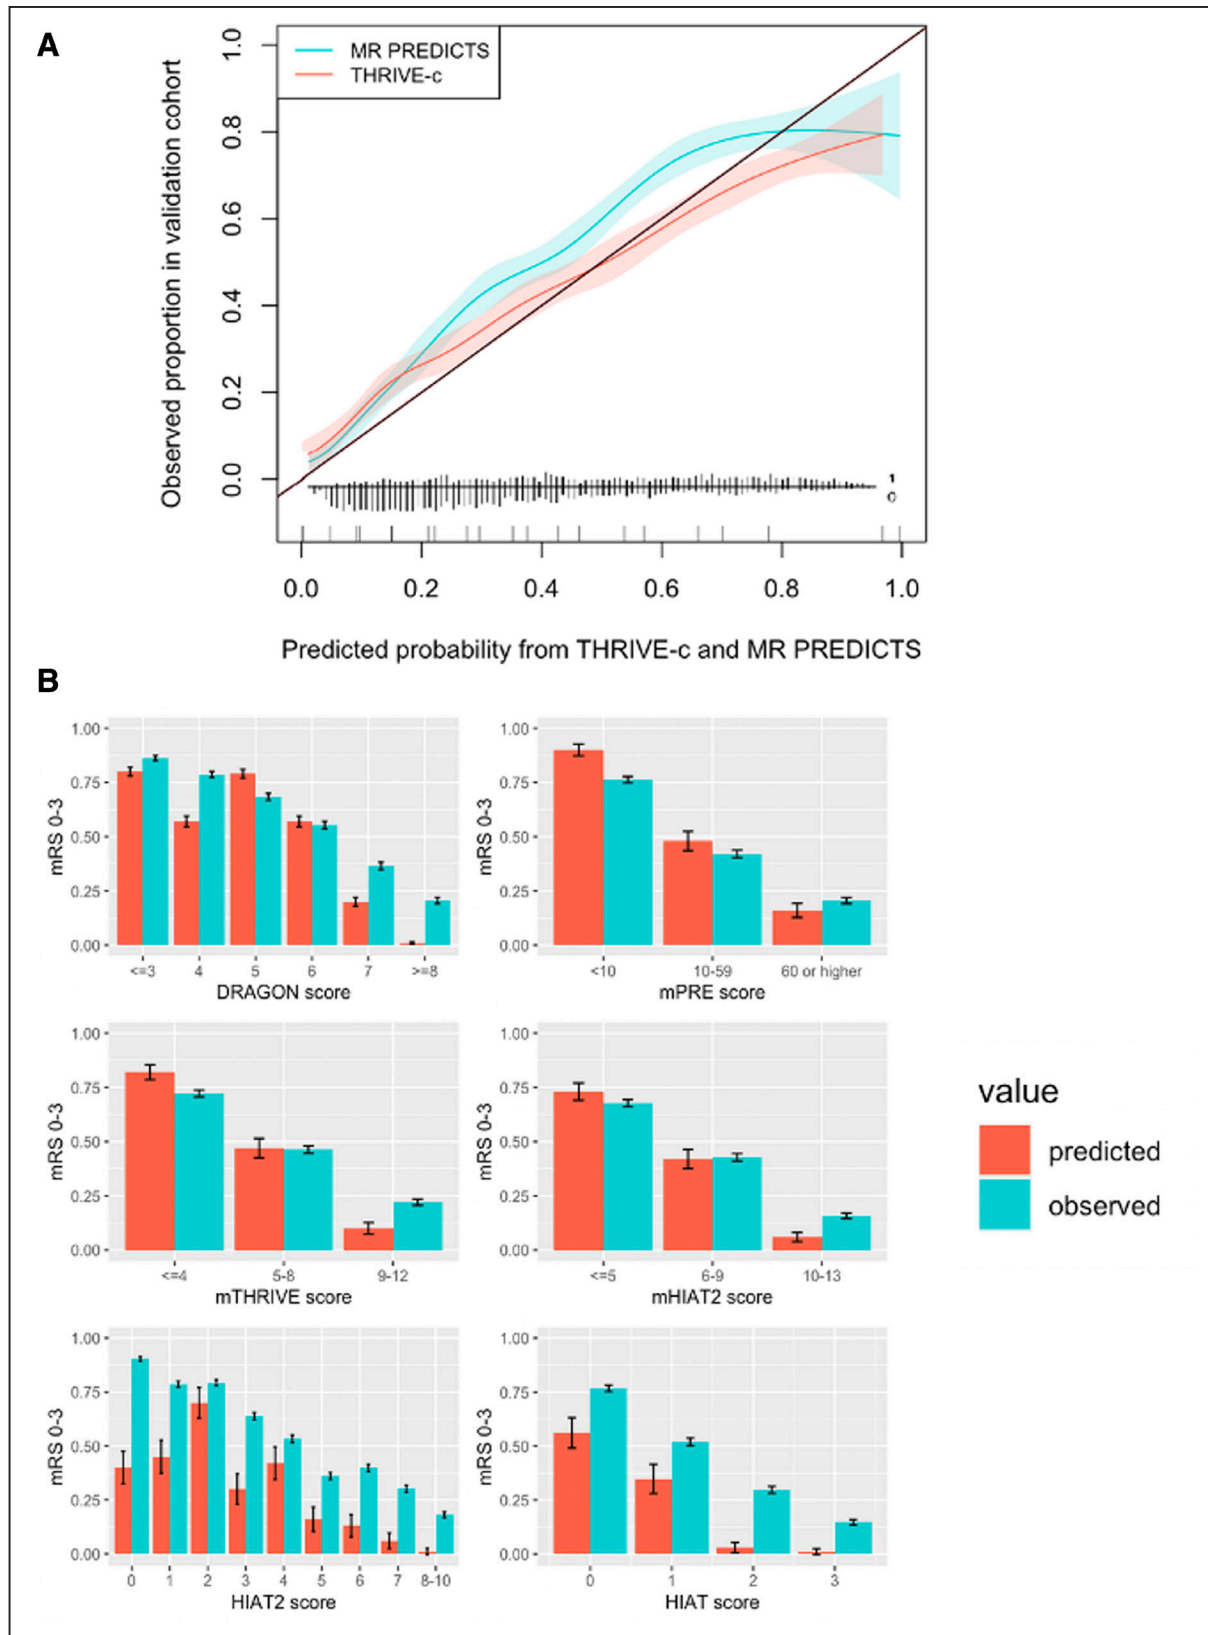 A
MR PREDICTS
THRIVE-c
Observed proportion in validation cohort
1.0
0.8
0.6
0.4
0.2
0.0
1
0
0.0 0.2 0.4 0.6 0.8 1.0
Predicted probability from THRIVE-c and MR PREDICTS
B
1.00
0.75
0.50
0.25
0.00
mRS 0-3
<=3 4 5 6 7 >=8
DRAGON score
1.00
0.75
0.50
0.25
0.00
mRS 0-3
<10 10-59 60 or higher
mPRE score
1.00
0.75
0.50
0.25
0.00
mRS 0-3
<=4 5-8 9-12
mTHRIVE score
1.00
0.75
0.50
0.25
0.00
mRS 0-3
<=5 6-9 10-13
mHIAT2 score
value
predicted
observed
1.00
0.75
0.50
0.25
0.00
mRS 0-3
0 1 2 3 4 5 6 7 8-10
HIAT2 score
1.00
0.75
0.50
0.25
0.00
mRS 0-3
0 1 2 3
HIAT score